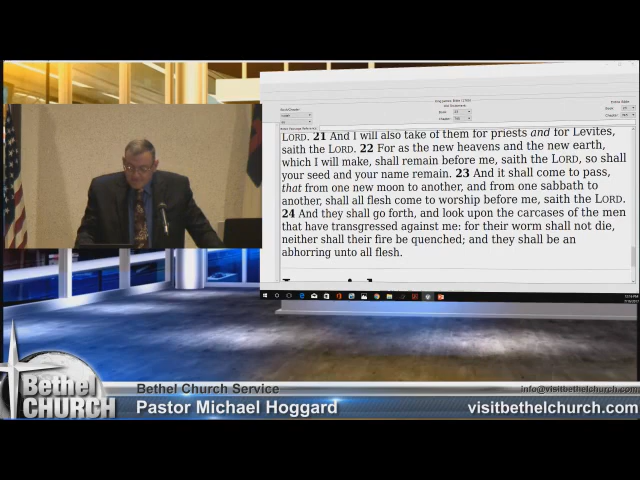 King James Bible (1769)
Old Testament
LORD. 21 And I will also take of them for priests and for Levites,
saith the LORD. 22 For as the new heavens and the new earth,
which I will make, shall remain before me, saith the LORD, so shall
your seed and your name remain. 23 And it shall come to pass,
that from one new moon to another, and from one sabbath to
another, shall all flesh come to worship before me, saith the LORD.
24 And they shall go forth, and look upon the carcases of the men
that have transgressed against me: for their worm shall not die,
neither shall their fire be quenched; and they shall be an
abhorring unto all flesh.
Bethel
CHURCH
Bethel Church Service
Pastor Michael Hoggard
info@visitbethelchurch.com
visitbethelchurch.com